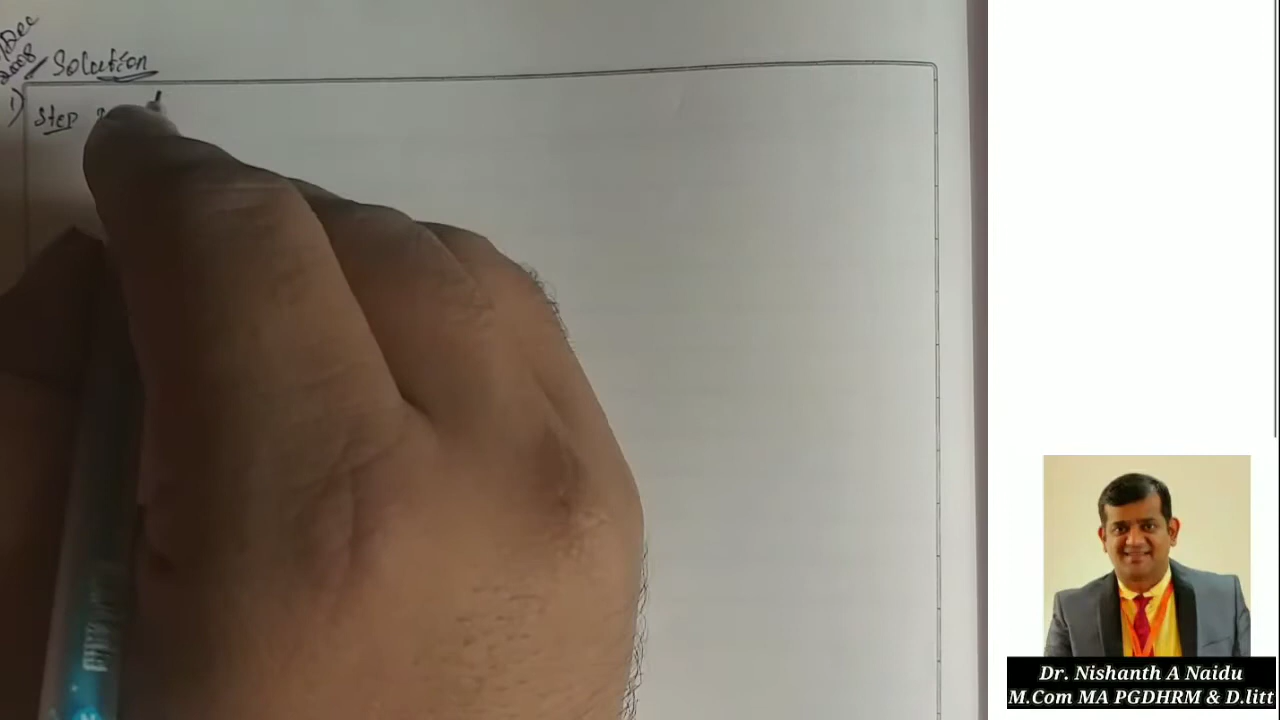 Dec
2008
Solution
1)
Step
Dr. Nishanth A Naidu
M.Com MA PGDHRM & D.litt